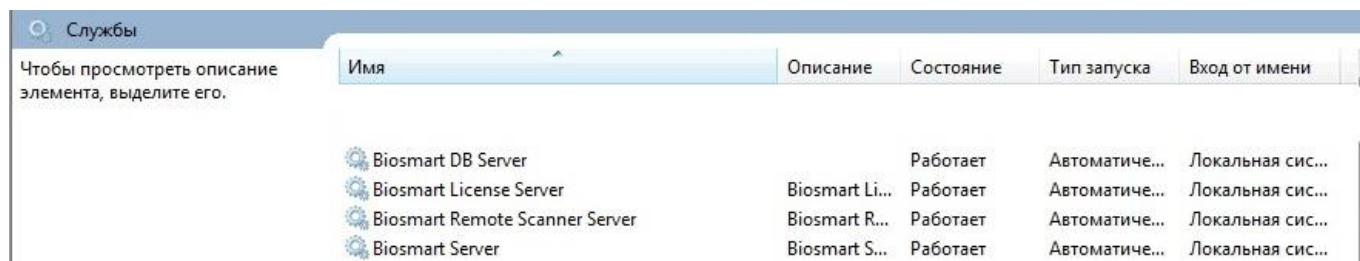 Службы
Чтобы просмотреть описание
элемента, выделите его.
Имя Описание Состояние Тип запуска Вход от имени
Biosmart DB Server Работает Автоматиче... Локальная сис...
Biosmart License Server Biosmart Li... Работает Автоматиче... Локальная сис...
Biosmart Remote Scanner Server Biosmart R... Работает Автоматиче... Локальная сис...
Biosmart Server Biosmart S... Работает Автоматиче... Локальная сис...